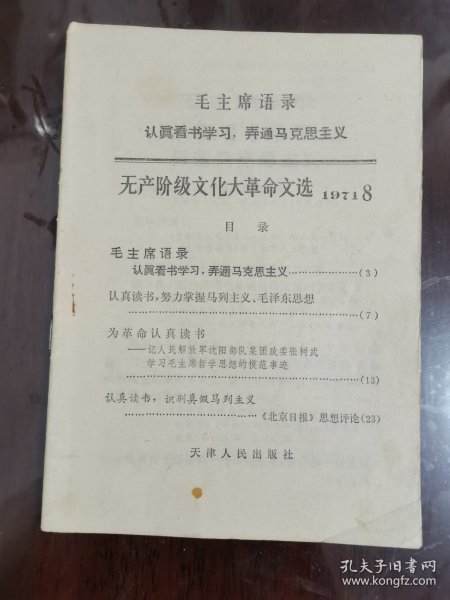 毛主席语录
认真看书学习，弄通马克思主义
无产阶级文化大革命文选 1971 8
目录
毛主席语录
认真看书学习，弄通马克思主义…………(3)
认真读书，努力掌握马列主义、毛泽东思想
……………………………………(7)
为革命认真读书
——记人民解放军沈阳部队某团政委张树武
学习毛主席哲学思想的模范事迹
……………………………………(13)
认真读书，识别真假马列主义
……………………《北京日报》思想评论(23)
天津人民出版社
孔夫子旧书网
www.kongfz.com